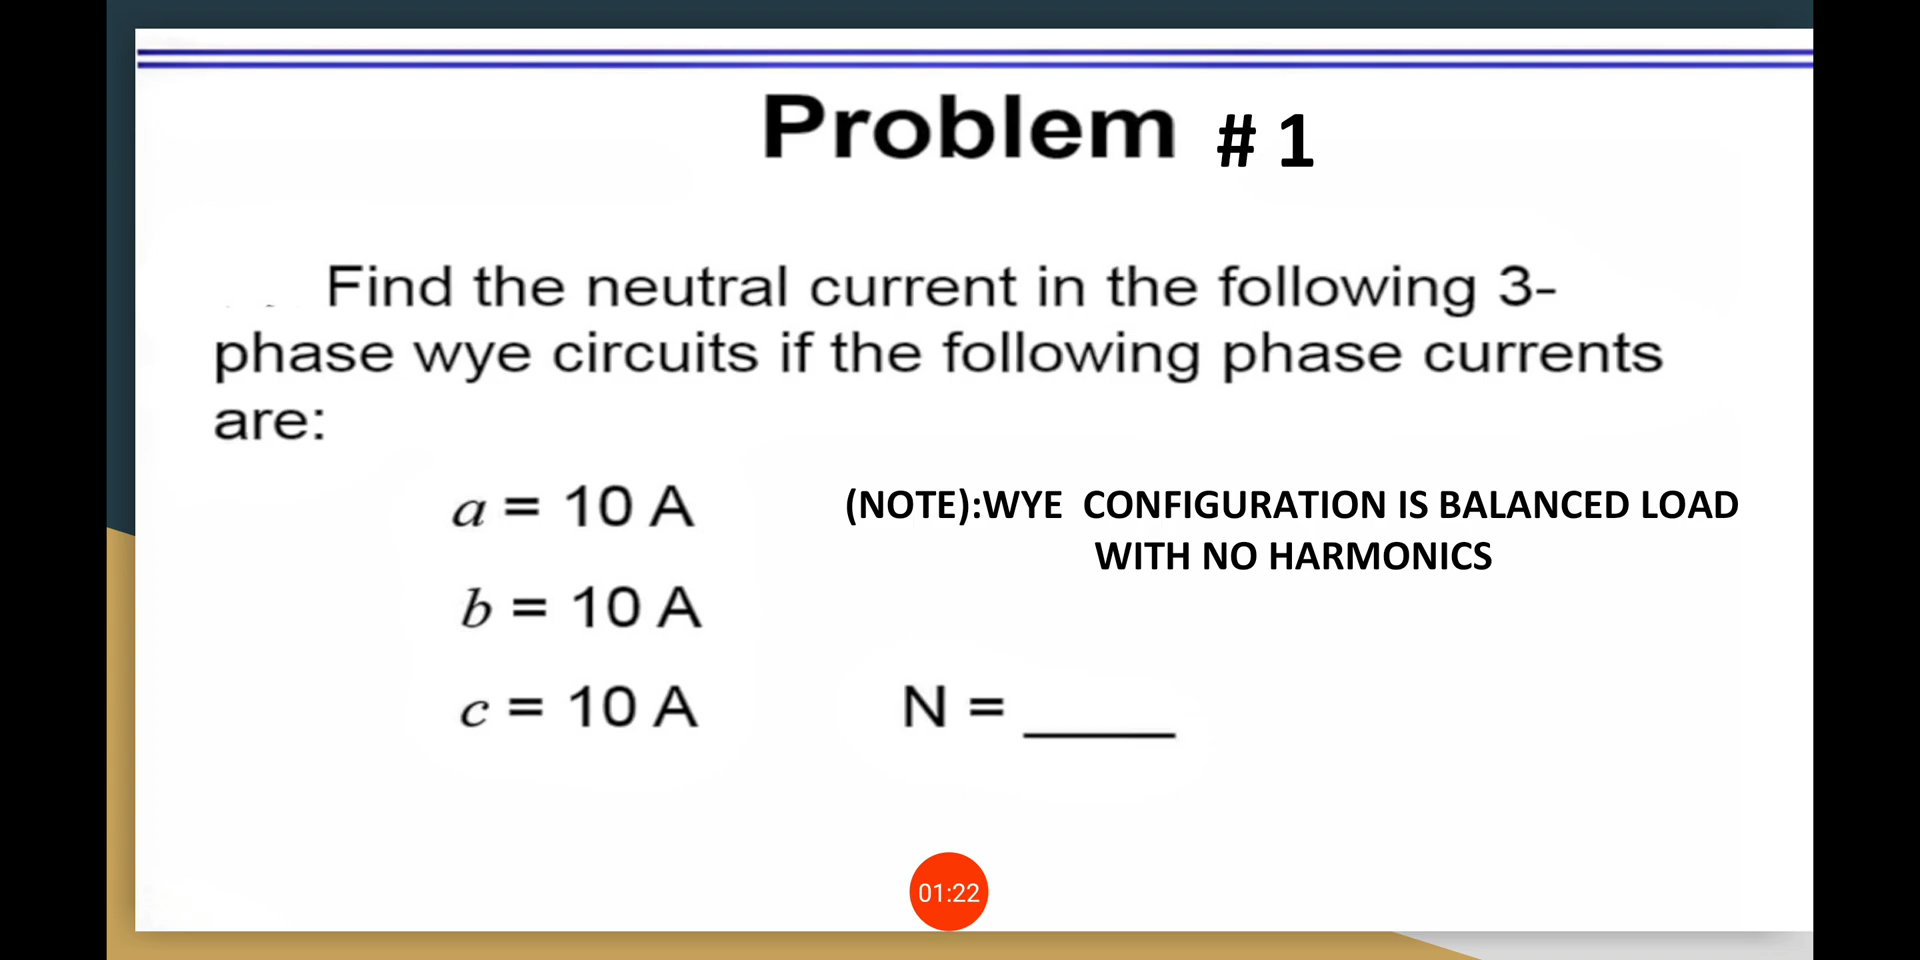 Problem # 1
Find the neutral current in the following 3-
phase wye circuits if the following phase currents
are:
a = 10 A
(NOTE):WYE CONFIGURATION IS BALANCED LOAD
WITH NO HARMONICS
b = 10 A
c = 10 A
N = ____
01:22